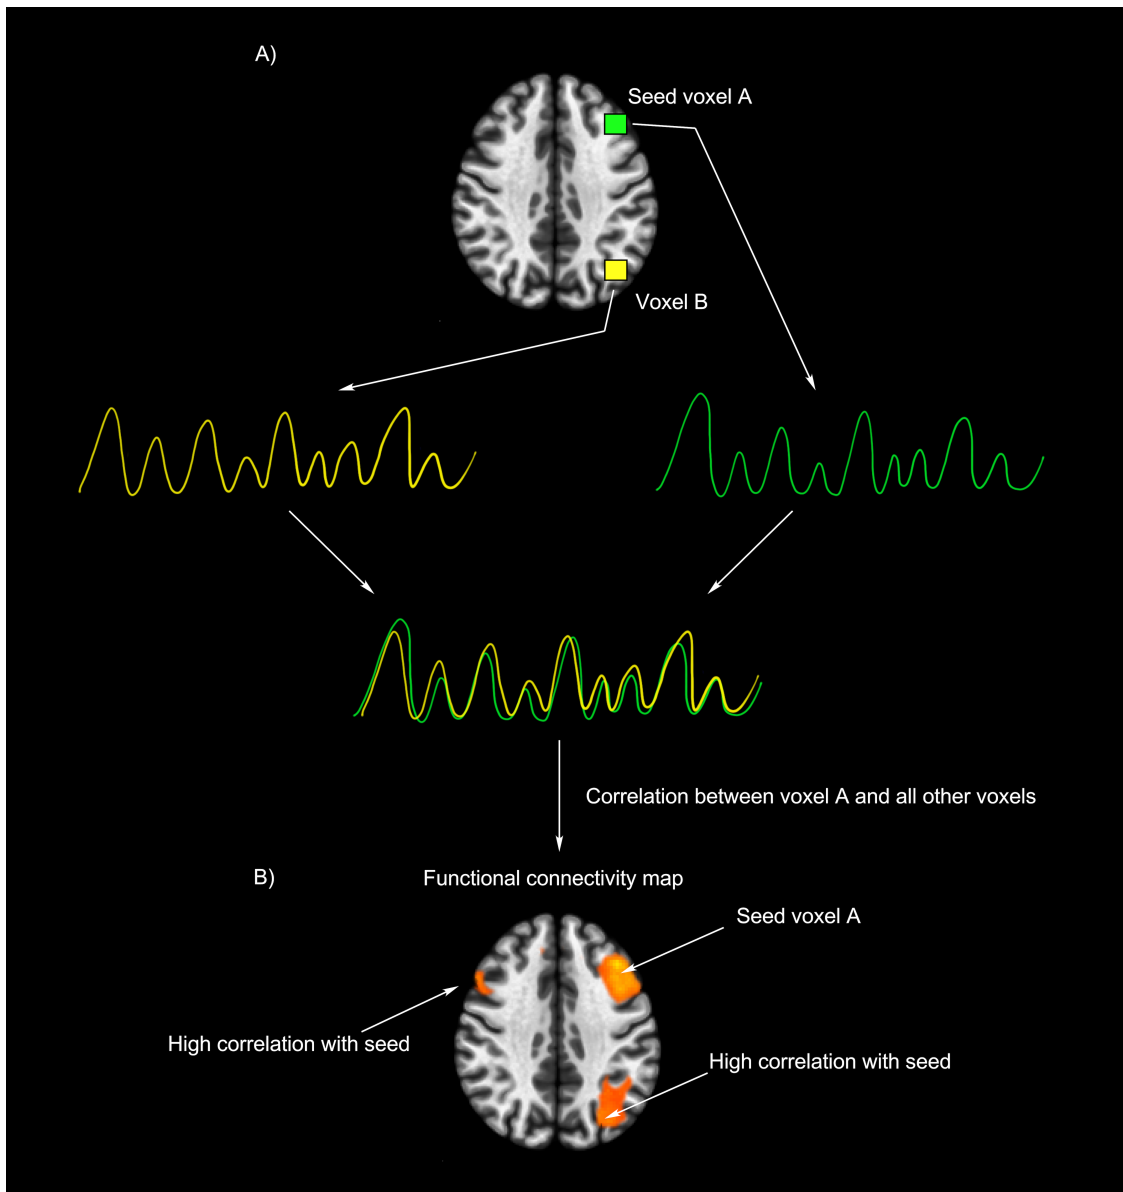 A)
Seed voxel A
Voxel B
Correlation between voxel A and all other voxels
B)
Functional connectivity map
Seed voxel A
High correlation with seed
High correlation with seed